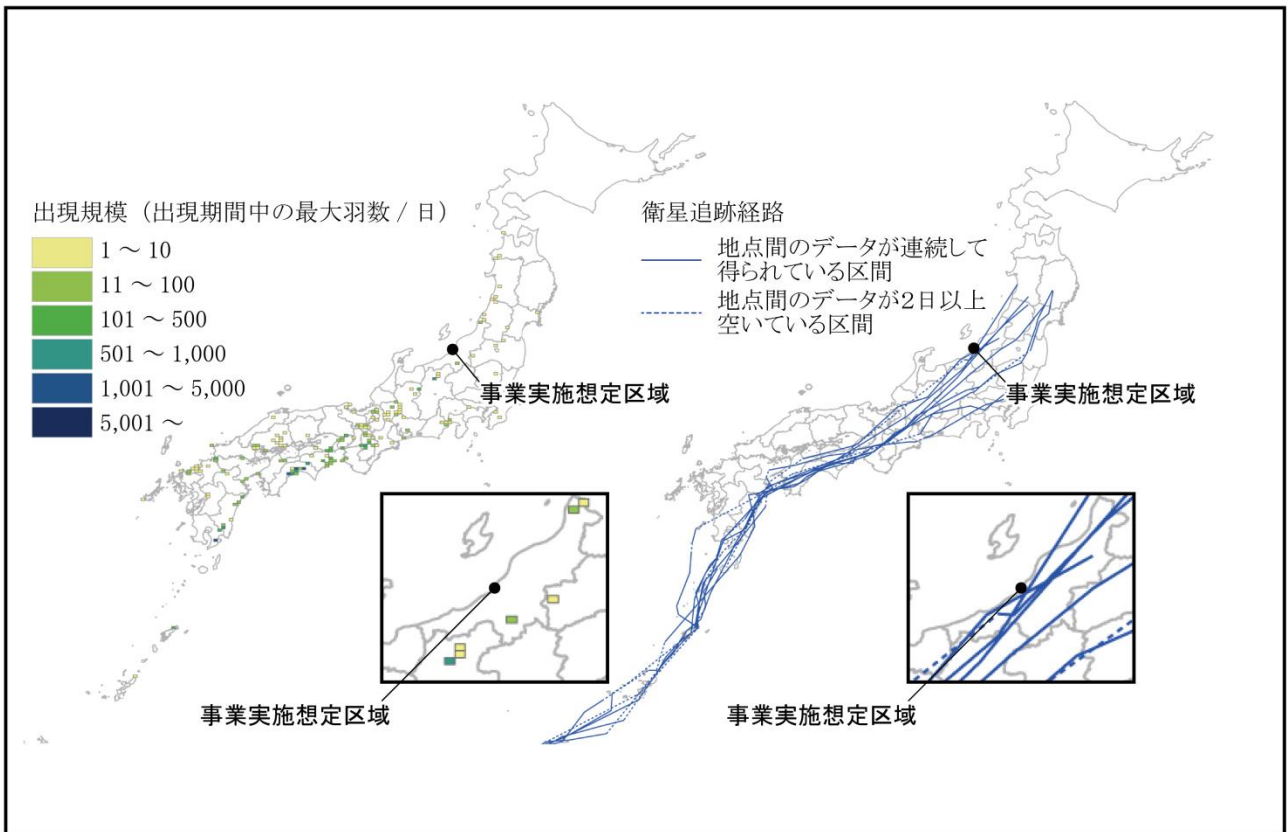 出現規模（出現期間中の最大羽数 / 日）
1 ～ 10
11 ～ 100
101 ～ 500
501 ～ 1,000
1,001 ～ 5,000
5,001 ～
事業実施想定区域
事業実施想定区域
衛星追跡経路
地点間のデータが連続して
得られている区間
地点間のデータが2日以上
空いている区間
事業実施想定区域
事業実施想定区域